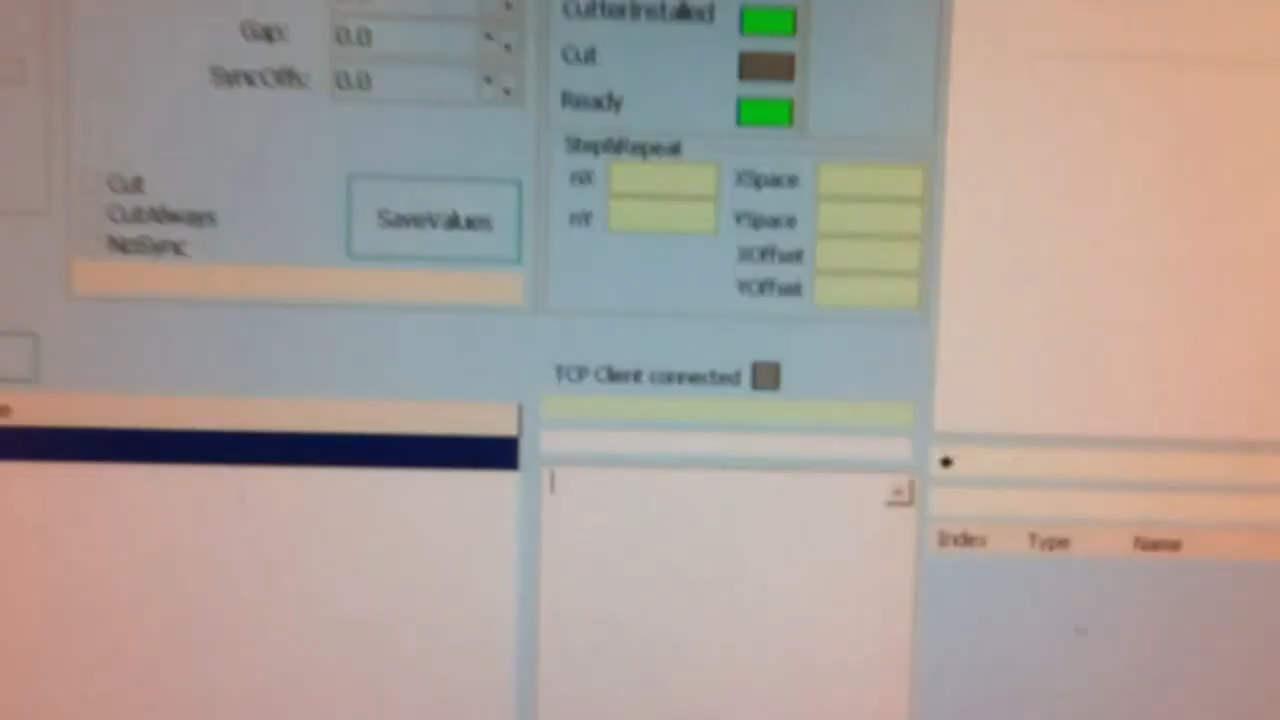 Gap: 0.0
SyncOffs: 0.0
Cut
CutAlways
NoSync
SaveValues
CutterInstalled
Cut
Ready
Step&Repeat
nX
XSpace
nY
YSpace
XOffset
YOffset
TCP Client connected
Index Type Name